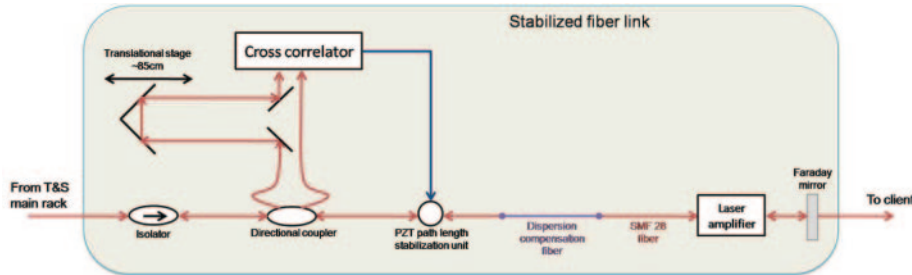 Stabilized fiber link
Translational stage
~85cm
Cross correlator
From T&S
main rack
Isolator
Directional coupler
PZT path length
stabilization unit
Dispersion
compensation
fiber
SMF 28
fiber
Laser
amplifier
Faraday
mirror
To client